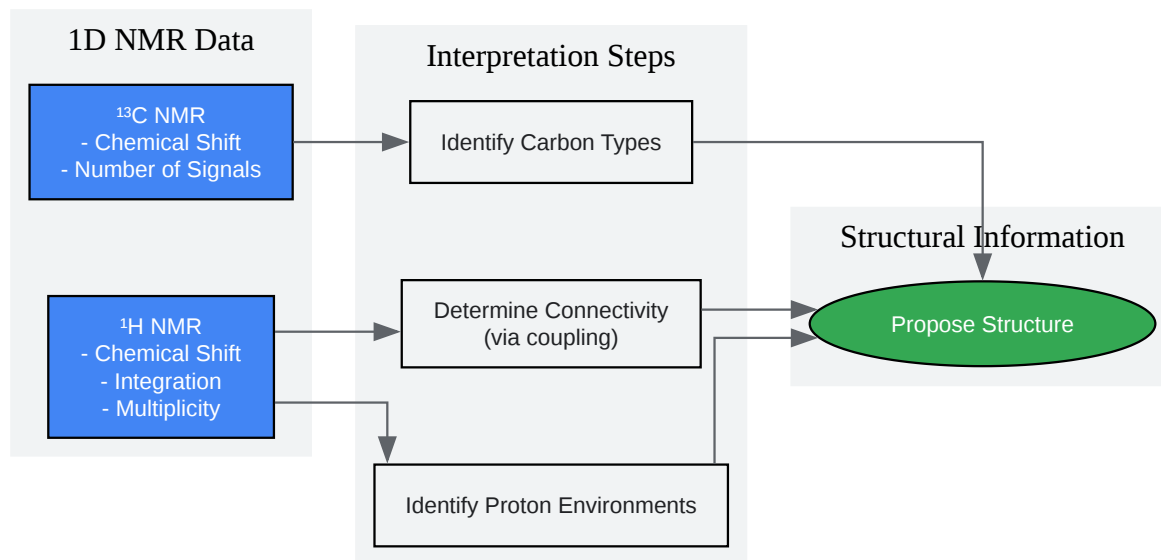 1D NMR Data
¹³C NMR
- Chemical Shift
- Number of Signals
¹H NMR
- Chemical Shift
- Integration
- Multiplicity
Interpretation Steps
Identify Carbon Types
Determine Connectivity
(via coupling)
Identify Proton Environments
Structural Information
Propose Structure